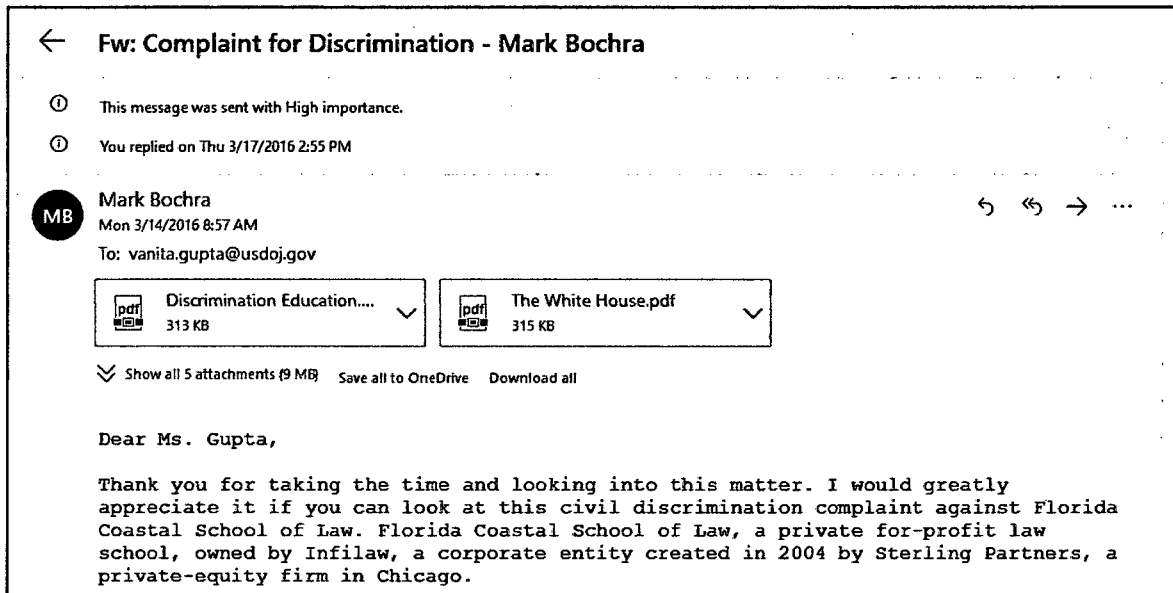 Fw: Complaint for Discrimination - Mark Bochra
This message was sent with High importance.
You replied on Thu 3/17/2016 2:55 PM
MB
Mark Bochra
Mon 3/14/2016 8:57 AM
To: vanita.gupta@usdoj.gov
pdf
Discrimination Education....
313 KB
pdf
The White House.pdf
315 KB
Show all 5 attachments (9 MB) Save all to OneDrive Download all
Dear Ms. Gupta,
Thank you for taking the time and looking into this matter. I would greatly
appreciate it if you can look at this civil discrimination complaint against Florida
Coastal School of Law. Florida Coastal School of Law, a private for-profit law
school, owned by Infilaw, a corporate entity created in 2004 by Sterling Partners, a
private-equity firm in Chicago.